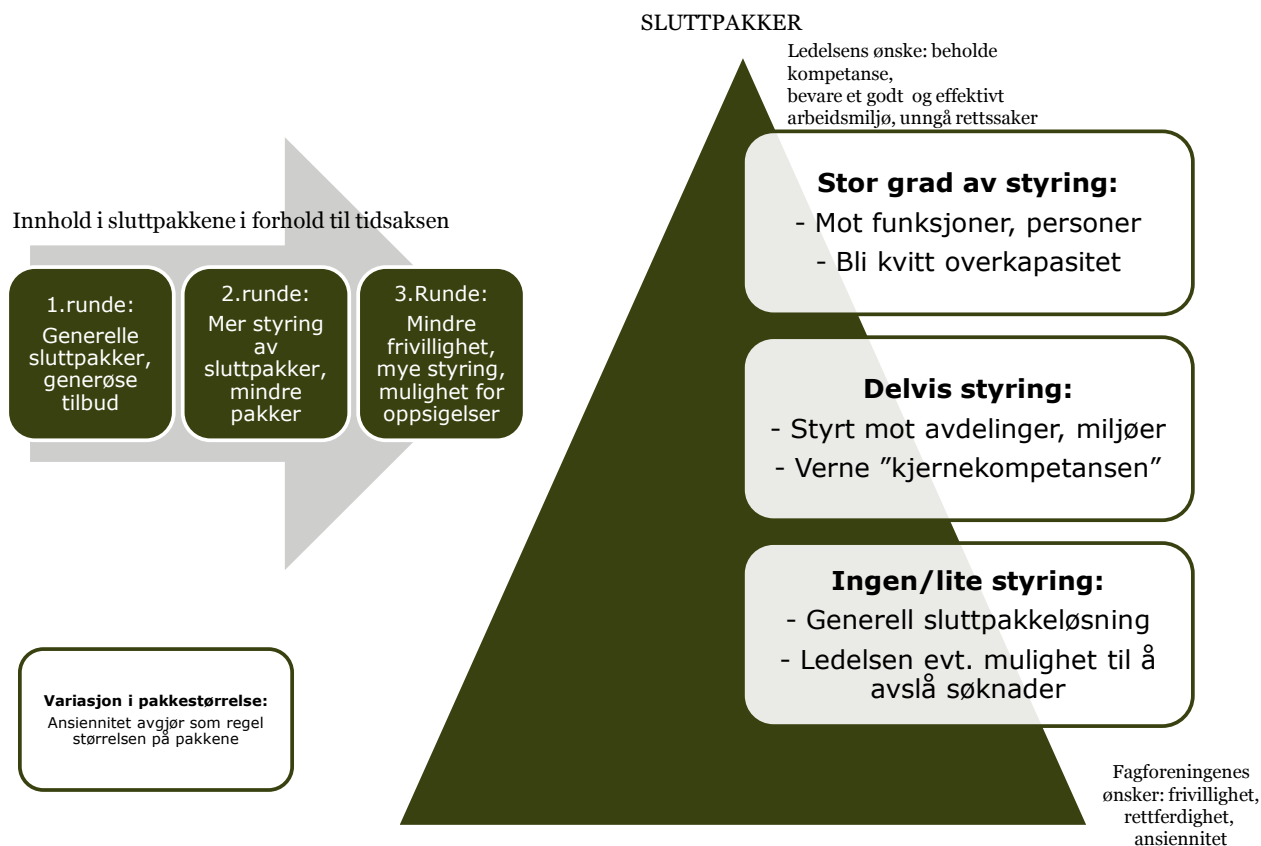 SLUTTPAKKER
Ledelsens ønske: beholde
kompetanse,
bevare et godt og effektivt
arbeidsmiljø, unngå rettssaker
Innhold i sluttpakkene i forhold til tidsaksen
1.runde:
Generelle
sluttpakker,
generøse
tilbud
2.runde:
Mer styring
av
sluttpakker,
mindre
pakker
3.Runde:
Mindre
frivillighet,
mye styring,
mulighet for
oppsigelser
Stor grad av styring:
- Mot funksjoner, personer
- Bli kvitt overkapasitet
Delvis styring:
- Styrt mot avdelinger, miljøer
- Verne ”kjernekompetansen”
Ingen/lite styring:
- Generell sluttpakkeløsning
- Ledelsen evt. mulighet til å
avslå søknader
Variasjon i pakkestørrelse:
Ansiennitet avgjør som regel
størrelsen på pakkene
Fagforeningenes
ønsker: frivillighet,
rettferdighet,
ansiennitet